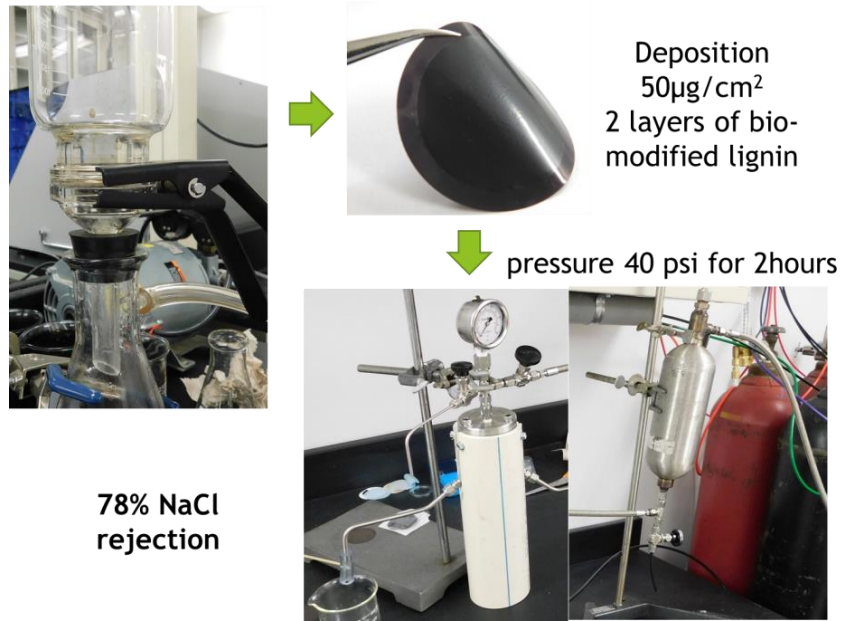 Deposition
50µg/cm²
2 layers of bio-
modified lignin
pressure 40 psi for 2hours
78% NaCl
rejection